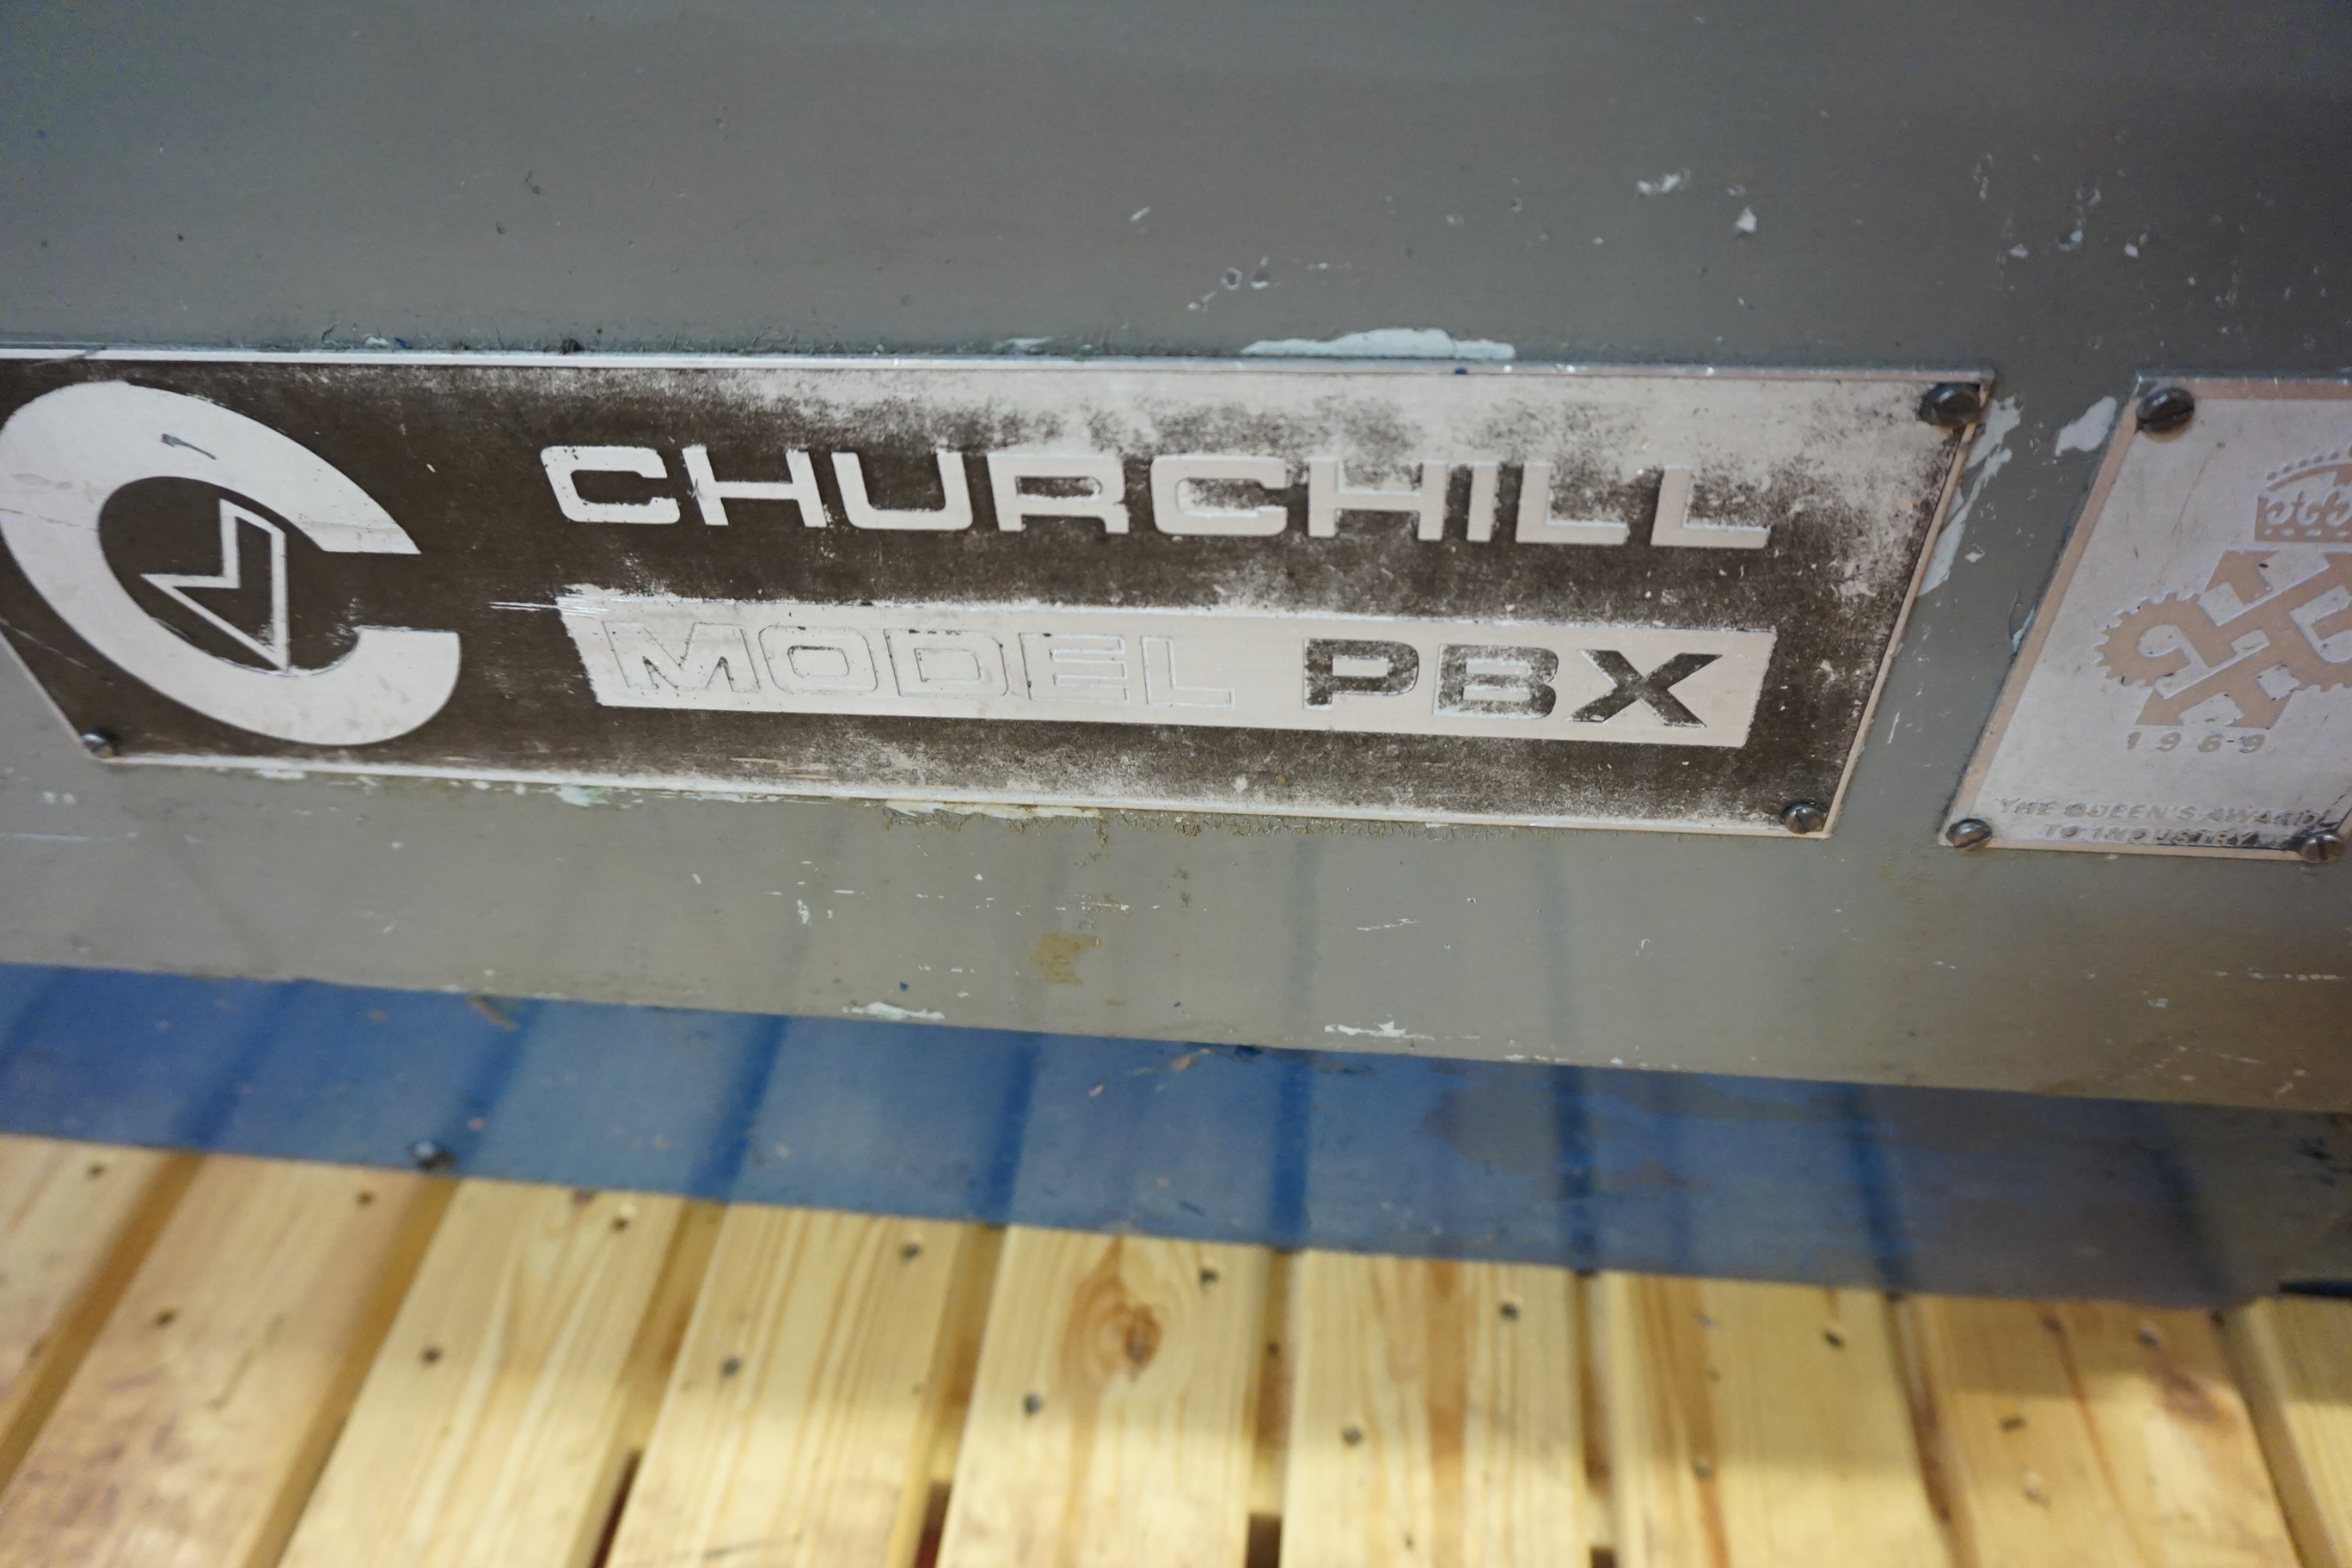 CHURCHILL
MODEL PBX
1969
THE QUEEN'S AWARD
TO INDUSTRY